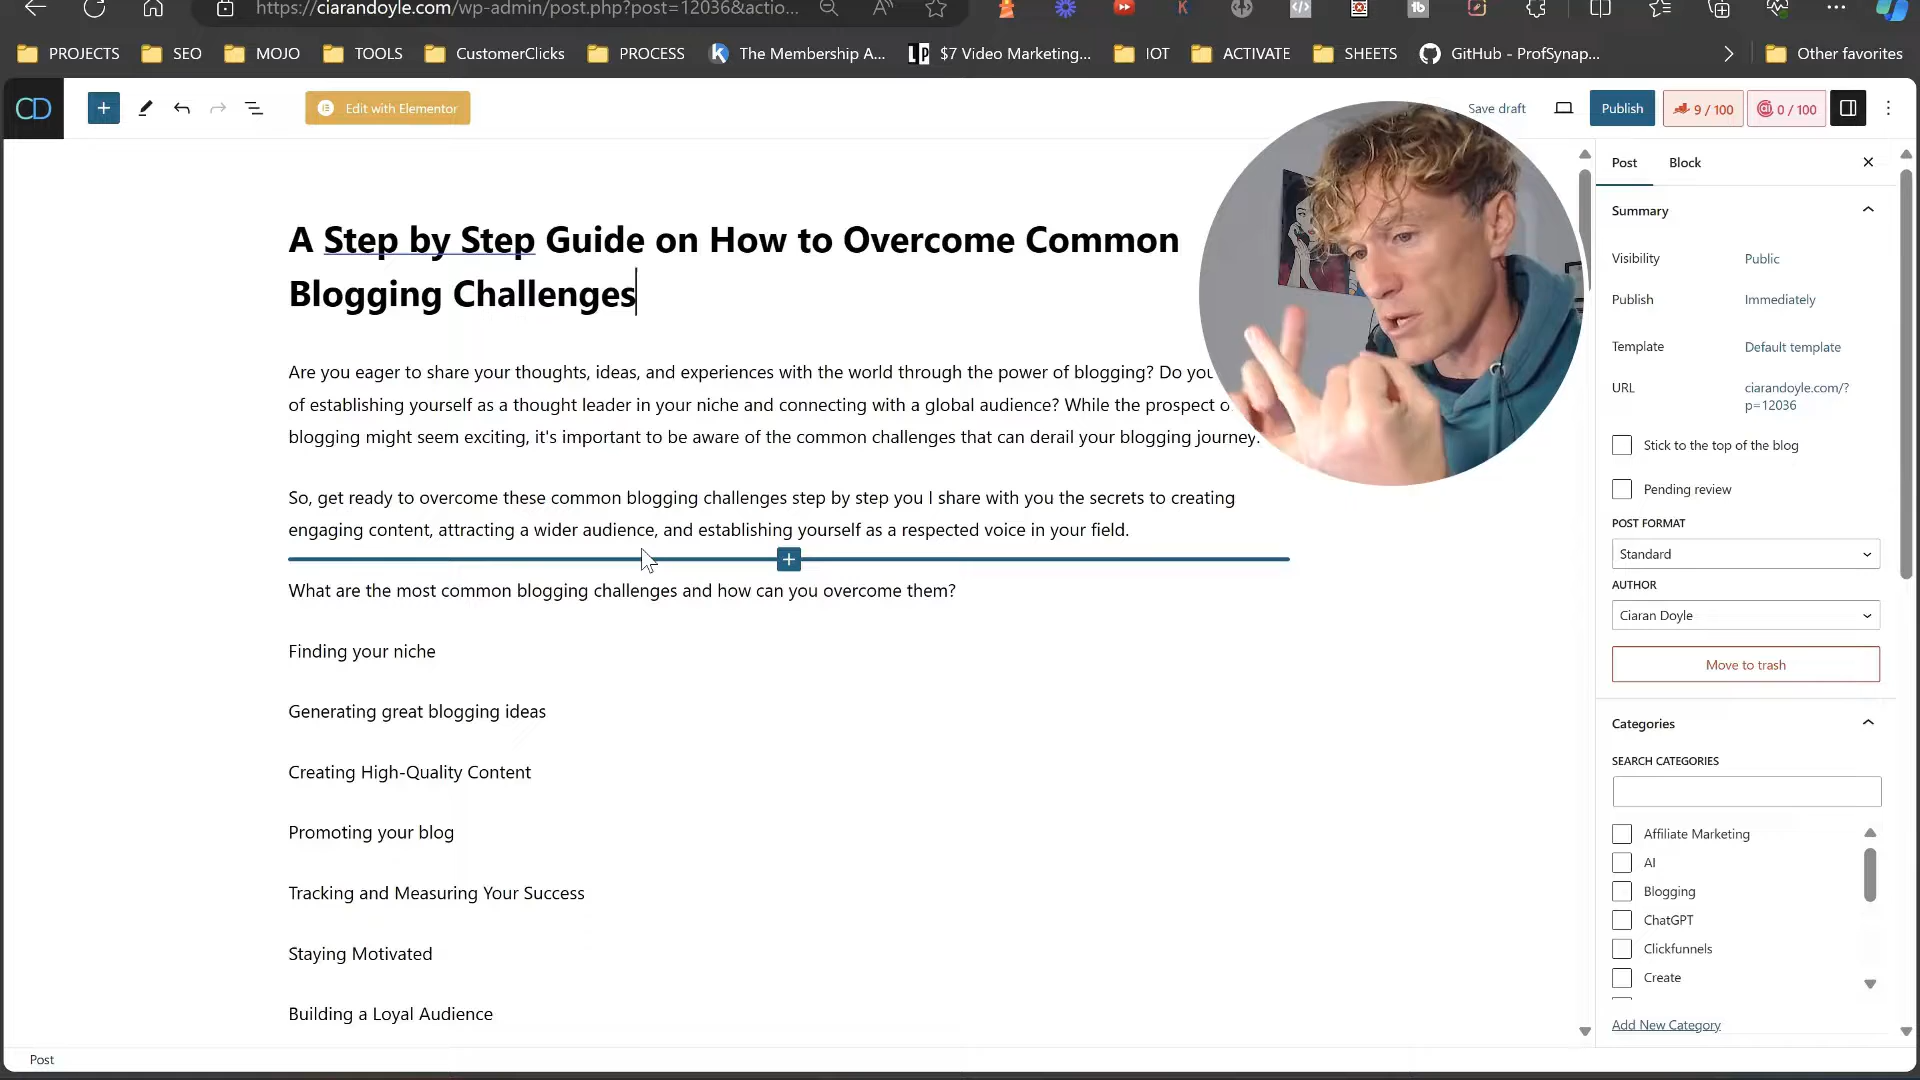 https://ciarandoyle.com/wp-admin/post.php?post=12036&actio...
PROJECTS
SEO
MOJO
TOOLS
CustomerClicks
PROCESS
The Membership A...
$7 Video Marketing...
IOT
ACTIVATE
SHEETS
GitHub - ProfSynap...
Other favorites
CD
Edit with Elementor
Save draft
Publish
9 / 100
0 / 100
A Step by Step Guide on How to Overcome Common
Blogging Challenges
Are you eager to share your thoughts, ideas, and experiences with the world through the power of blogging? Do you
of establishing yourself as a thought leader in your niche and connecting with a global audience? While the prospect
blogging might seem exciting, it's important to be aware of the common challenges that can derail your blogging journey.
So, get ready to overcome these common blogging challenges step by step you I share with you the secrets to creating
engaging content, attracting a wider audience, and establishing yourself as a respected voice in your field.
What are the most common blogging challenges and how can you overcome them?
Finding your niche
Generating great blogging ideas
Creating High-Quality Content
Promoting your blog
Tracking and Measuring Your Success
Staying Motivated
Building a Loyal Audience
Post
Block
Summary
Visibility
Public
Publish
Immediately
Template
Default template
URL
ciarandoyle.com/?
p=12036
Stick to the top of the blog
Pending review
POST FORMAT
Standard
AUTHOR
Ciaran Doyle
Move to trash
Categories
SEARCH CATEGORIES
Affiliate Marketing
AI
Blogging
ChatGPT
Clickfunnels
Create
Add New Category
Post